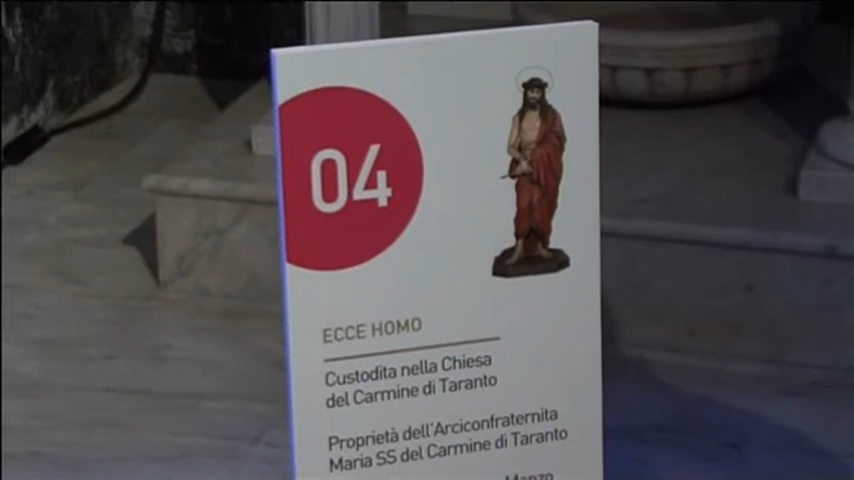 04
ECCE HOMO
Custodita nella Chiesa
del Carmine di Taranto
Proprietà dell'Arciconfraternita
Maria SS del Carmine di Taranto
Manzo